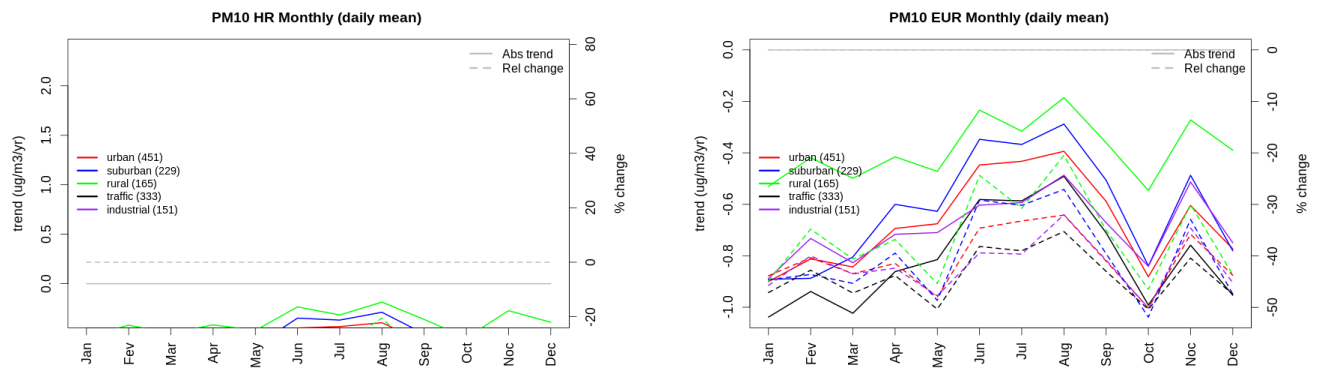 PM10 HR Monthly (daily mean)
Abs trend
Rel change
urban (451)
suburban (229)
rural (165)
traffic (333)
industrial (151)
trend (ug/m3/yr)
2.0
1.5
1.0
0.5
0.0
% change
80
60
40
20
0
-20
Jan
Fev
Mar
Apr
May
Jun
Jul
Aug
Sep
Oct
Noc
Dec
PM10 EUR Monthly (daily mean)
Abs trend
Rel change
urban (451)
suburban (229)
rural (165)
traffic (333)
industrial (151)
trend (ug/m3/yr)
0.0
-0.2
-0.4
-0.6
-0.8
-1.0
% change
0
-10
-20
-30
-40
-50
Jan
Fev
Mar
Apr
May
Jun
Jul
Aug
Sep
Oct
Noc
Dec